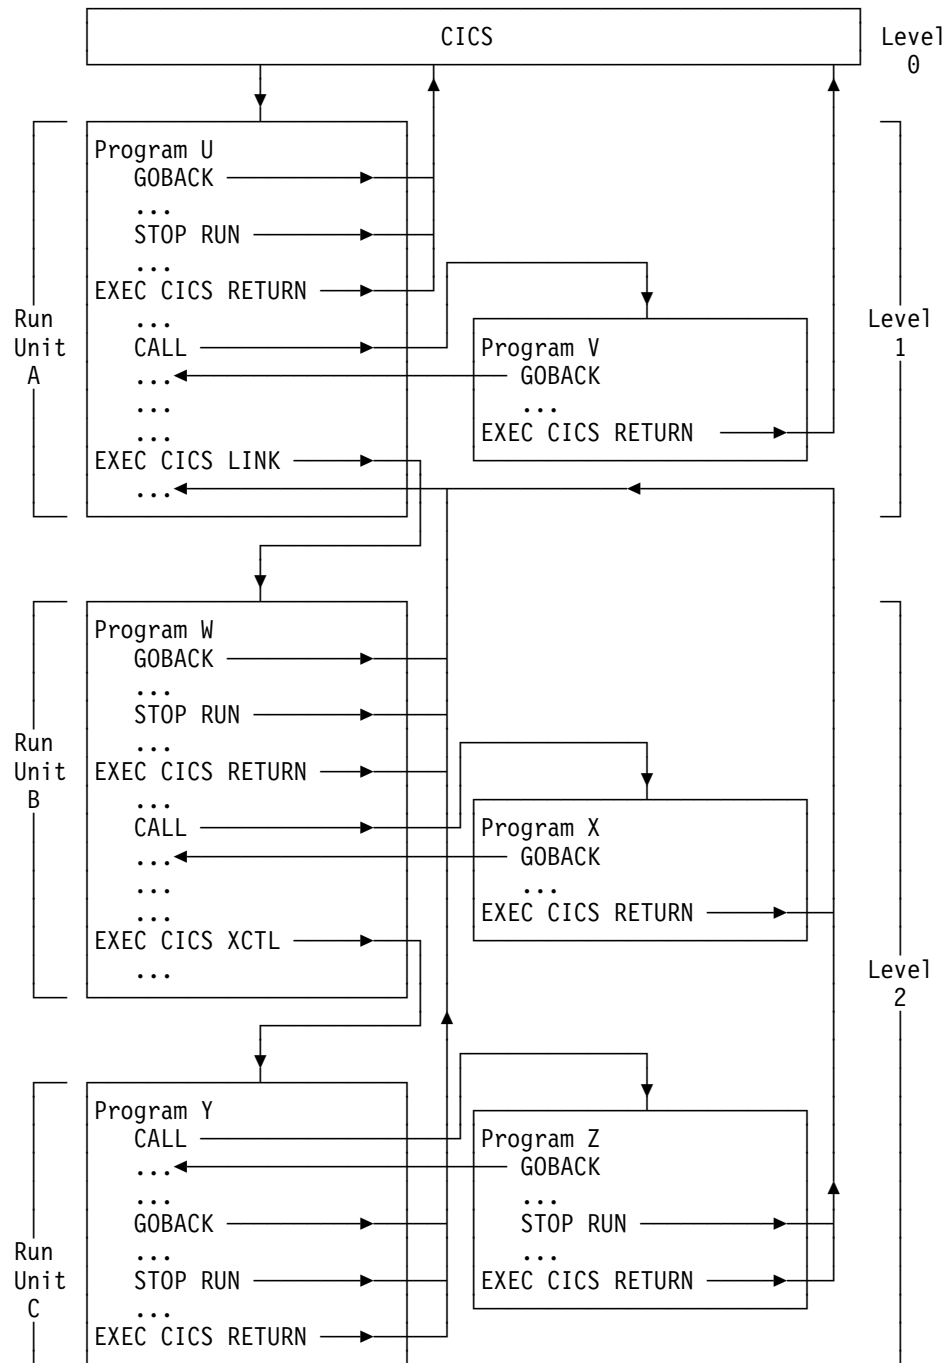 CICS
Level
0
Program U
GOBACK
...
STOP RUN
...
EXEC CICS RETURN
...
CALL
...
...
...
EXEC CICS LINK
...
Run
Unit
A
Program V
GOBACK
...
EXEC CICS RETURN
Level
1
Program W
GOBACK
...
STOP RUN
...
EXEC CICS RETURN
...
CALL
...
...
...
EXEC CICS XCTL
...
Run
Unit
B
Program X
GOBACK
...
EXEC CICS RETURN
Level
2
Program Y
CALL
...
...
GOBACK
...
STOP RUN
...
EXEC CICS RETURN
Run
Unit
C
Program Z
GOBACK
...
STOP RUN
...
EXEC CICS RETURN